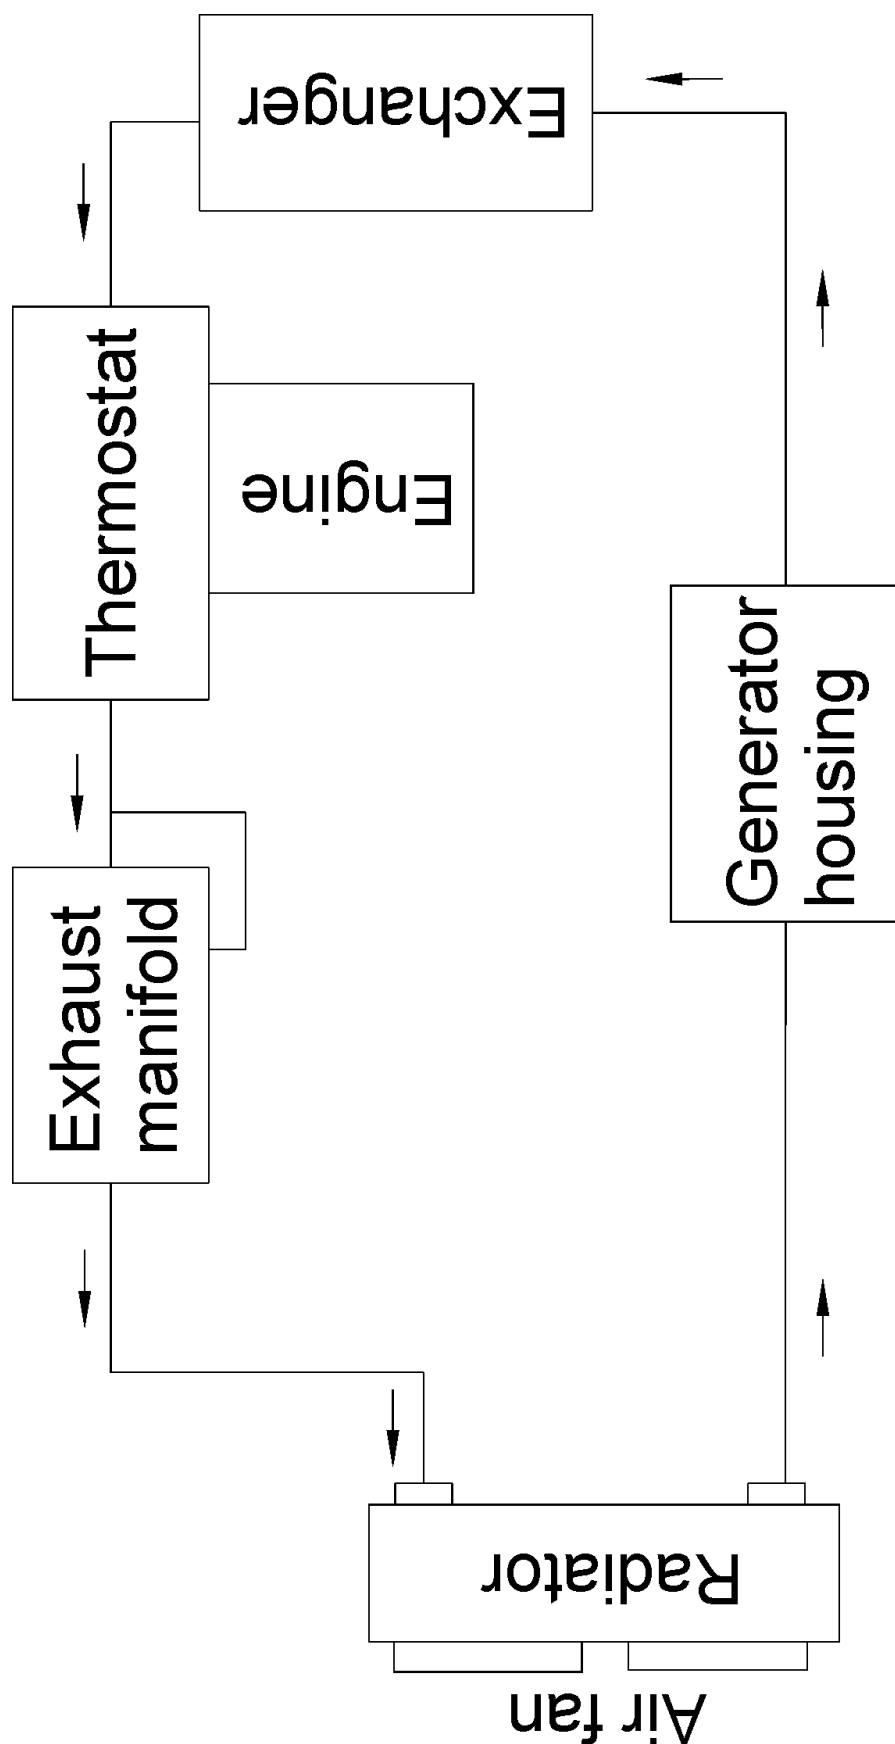 Exchanger
Thermostat
Engine
Generator
housing
Exhaust
manifold
Radiator
Air fan